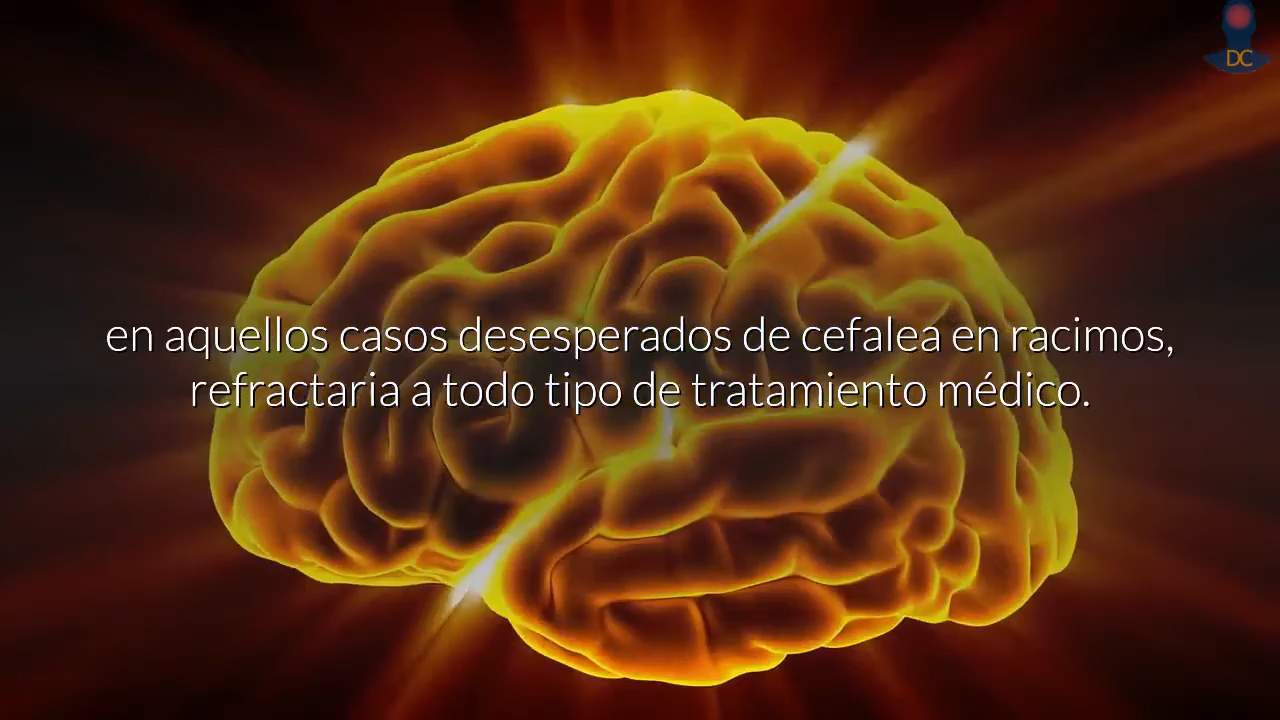 DC
en aquellos casos desesperados de cefalea en racimos,
refractaria a todo tipo de tratamiento médico.